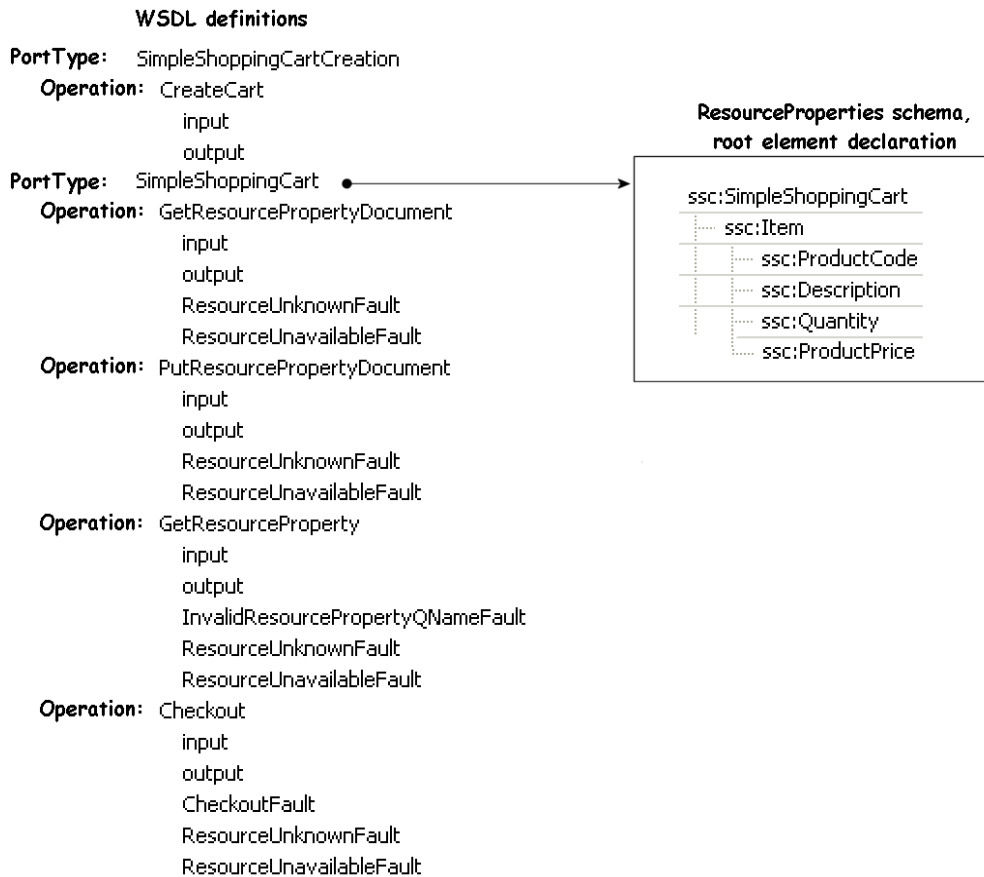 WSDL definitions
PortType: SimpleShoppingCartCreation
Operation: CreateCart
input
output
PortType: SimpleShoppingCart
Operation: GetResourcePropertyDocument
input
output
ResourceUnknownFault
ResourceUnavailableFault
Operation: PutResourcePropertyDocument
input
output
ResourceUnknownFault
ResourceUnavailableFault
Operation: GetResourceProperty
input
output
InvalidResourcePropertyQNameFault
ResourceUnknownFault
ResourceUnavailableFault
Operation: Checkout
input
output
CheckoutFault
ResourceUnknownFault
ResourceUnavailableFault
ResourceProperties schema,
root element declaration
ssc:SimpleShoppingCart
ssc:Item
ssc:ProductCode
ssc:Description
ssc:Quantity
ssc:ProductPrice